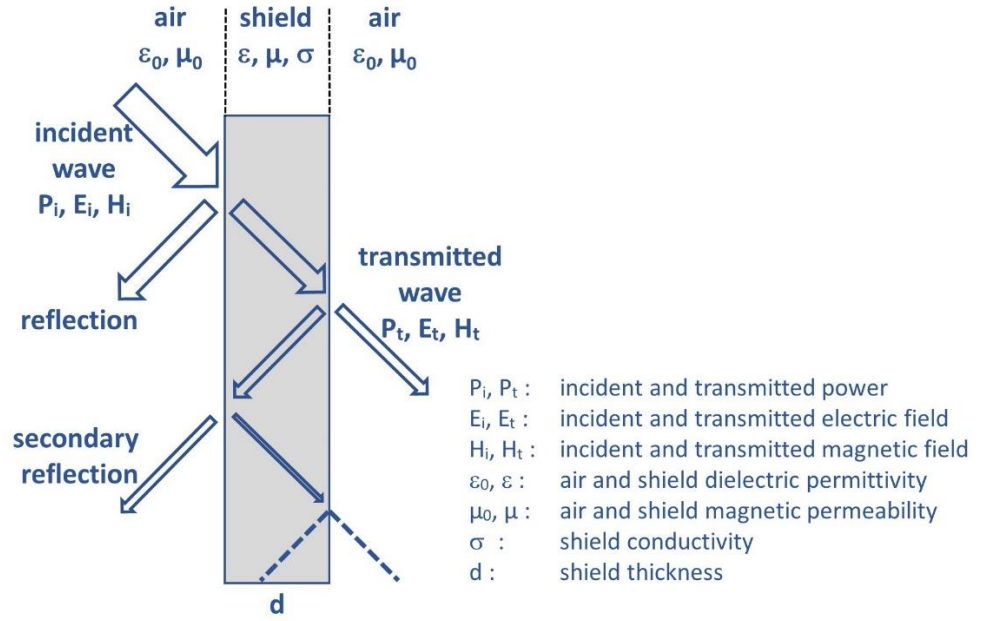 air shield air
ε₀, μ₀ ε, μ, σ ε₀, μ₀
incident
wave
Pᵢ, Eᵢ, Hᵢ
reflection
transmitted
wave
Pₜ, Eₜ, Hₜ
secondary
reflection
d
Pᵢ, Pₜ : incident and transmitted power
Eᵢ, Eₜ : incident and transmitted electric field
Hᵢ, Hₜ : incident and transmitted magnetic field
ε₀, ε : air and shield dielectric permittivity
μ₀, μ : air and shield magnetic permeability
σ : shield conductivity
d : shield thickness